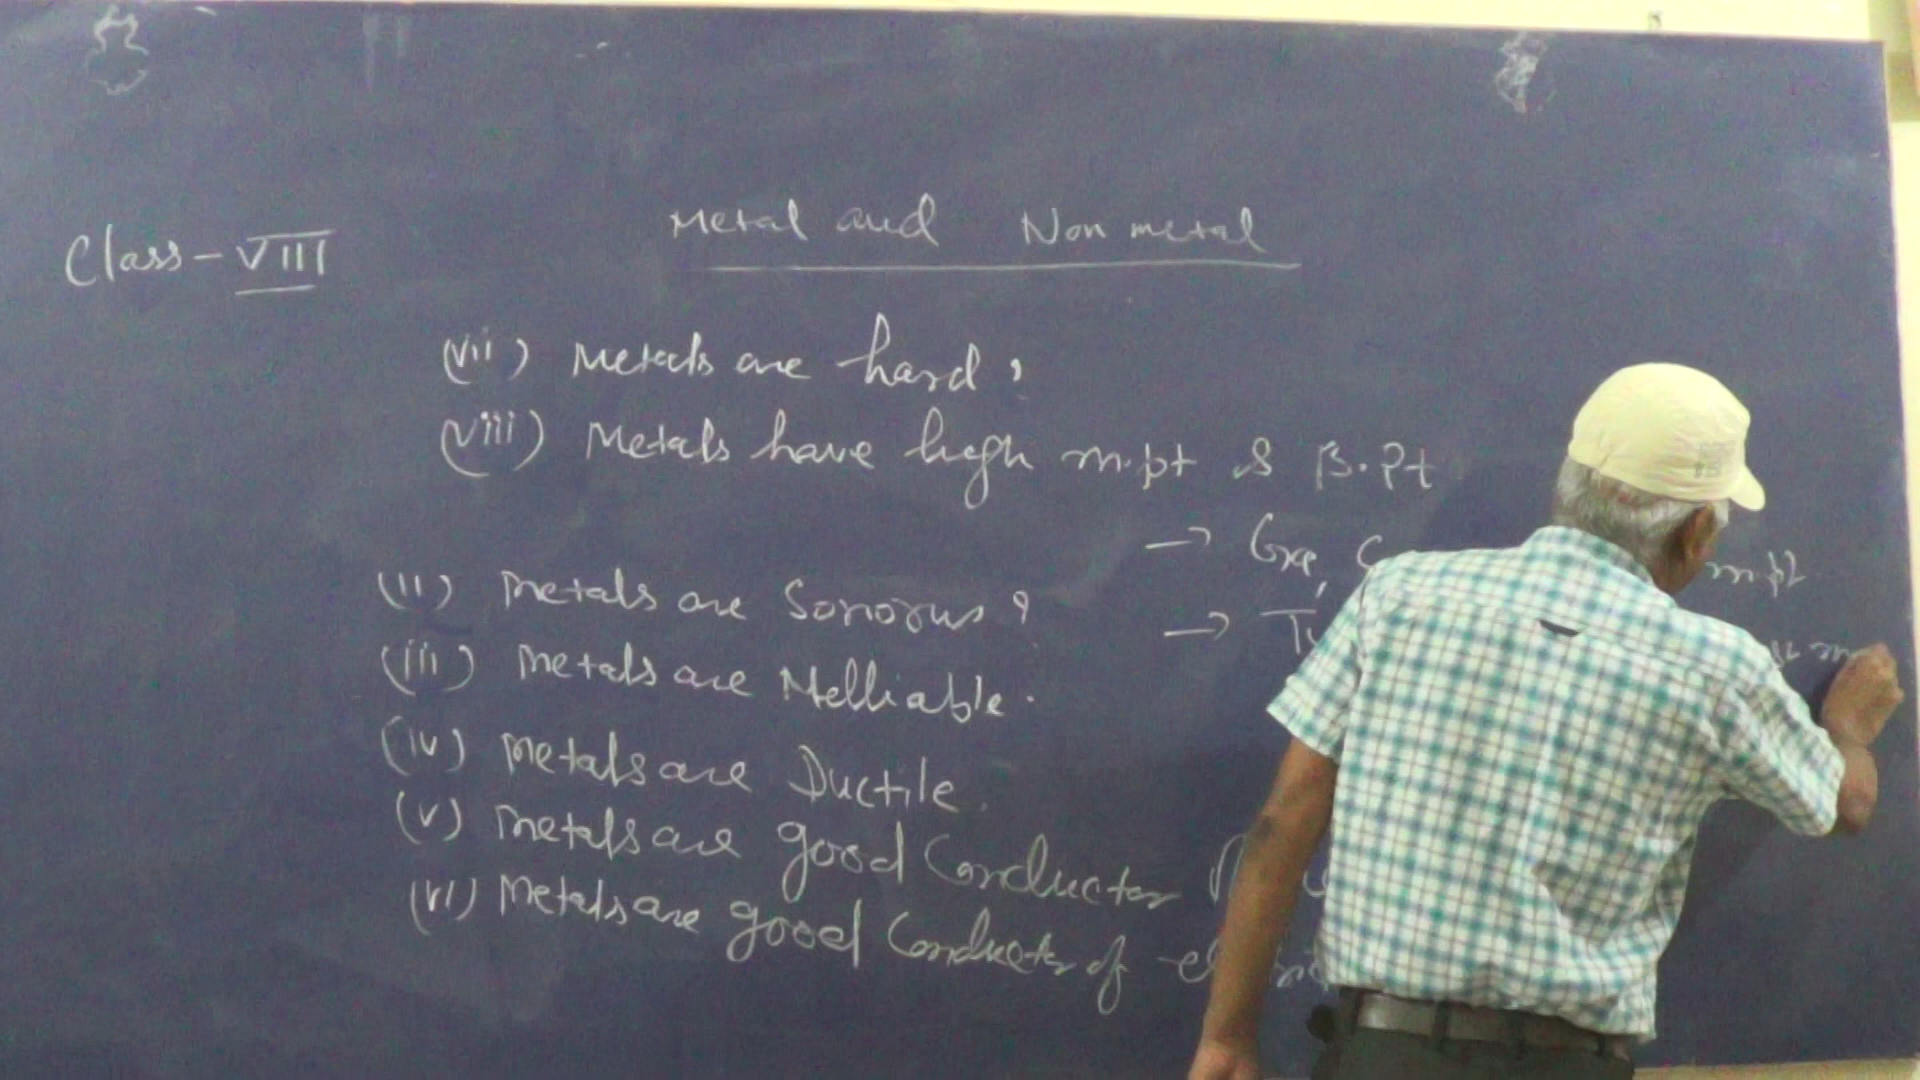 Class - VIII
Metal and Non metal
(vii) Metals are hard,
(viii) Metals have high m.pt & B.Pt
→ m.pt
→
(ii) Metals are Sonorus ?
(iii) Metals are Melliable.
(iv) Metals are Ductile.
(v) Metals are good Conductor
(vi) Metals are good Conductor of